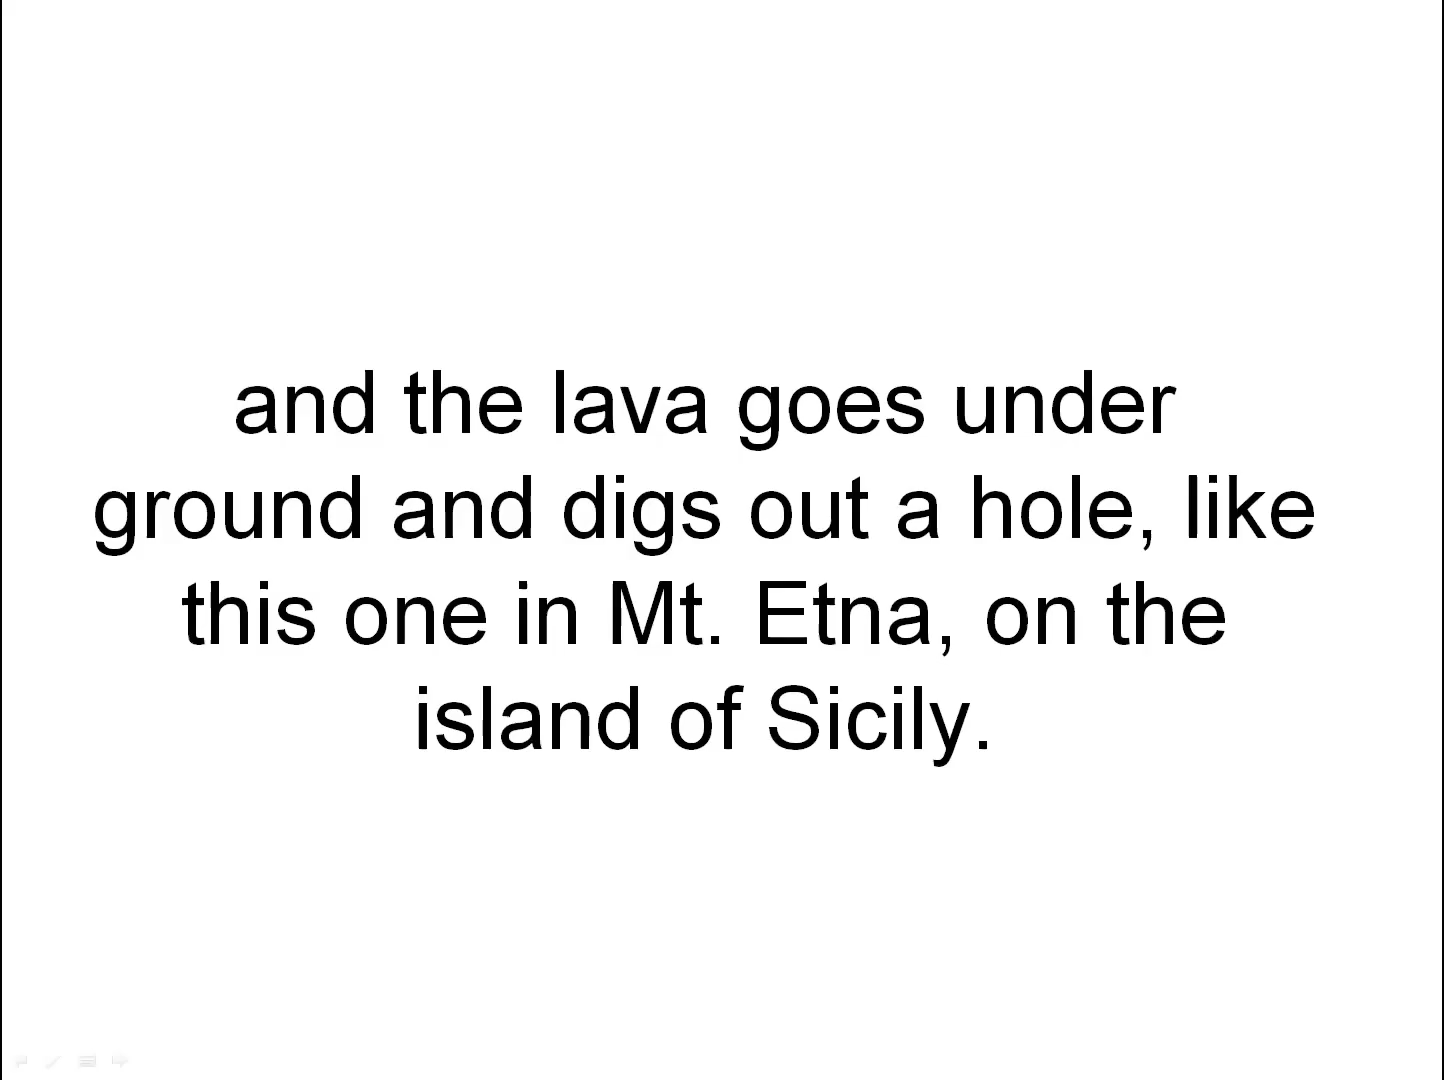 and the lava goes under
ground and digs out a hole, like
this one in Mt. Etna, on the
island of Sicily.